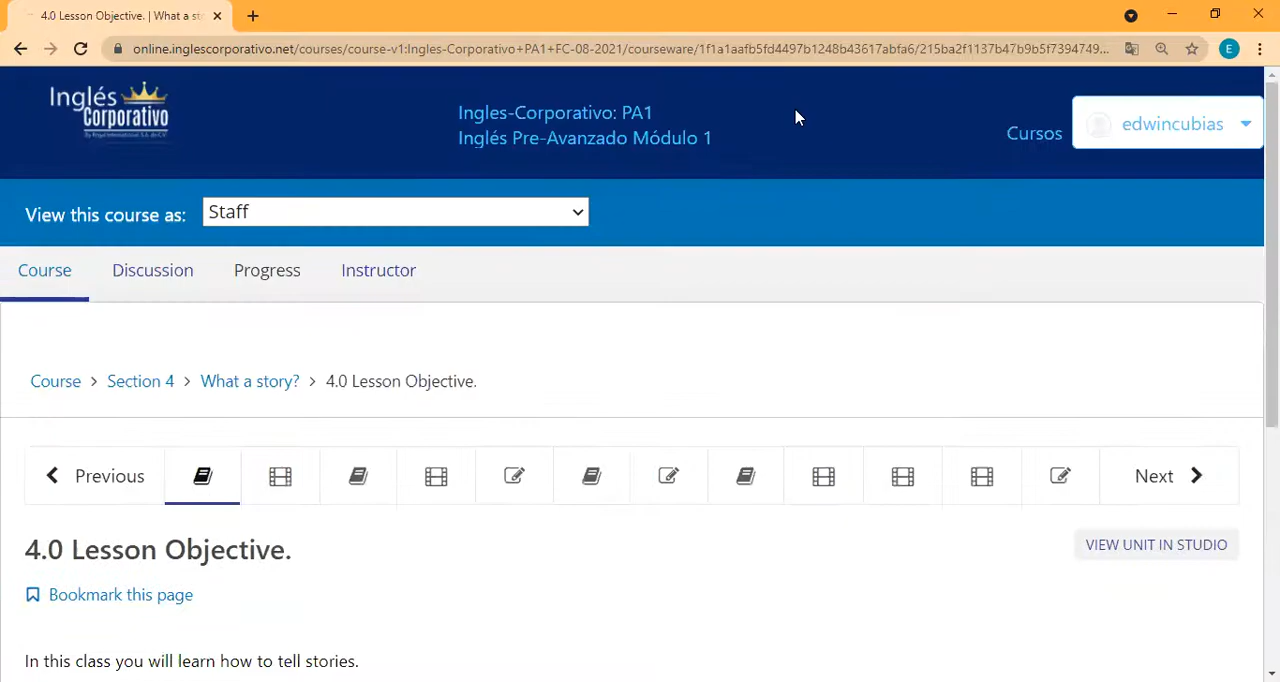 4.0 Lesson Objective. | What a st
online.inglescorporativo.net/courses/course-v1:Ingles-Corporativo+PA1+FC-08-2021/courseware/1f1a1aafb5fd4497b1248b43617abfa6/215ba2f1137b47b9b5f7394749...
E
Inglés
Corporativo
Ingles-Corporativo: PA1
Inglés Pre-Avanzado Módulo 1
Cursos
edwincubias
View this course as:
Staff
Course
Discussion
Progress
Instructor
Course > Section 4 > What a story? > 4.0 Lesson Objective.
Previous
Next
4.0 Lesson Objective.
VIEW UNIT IN STUDIO
Bookmark this page
In this class you will learn how to tell stories.